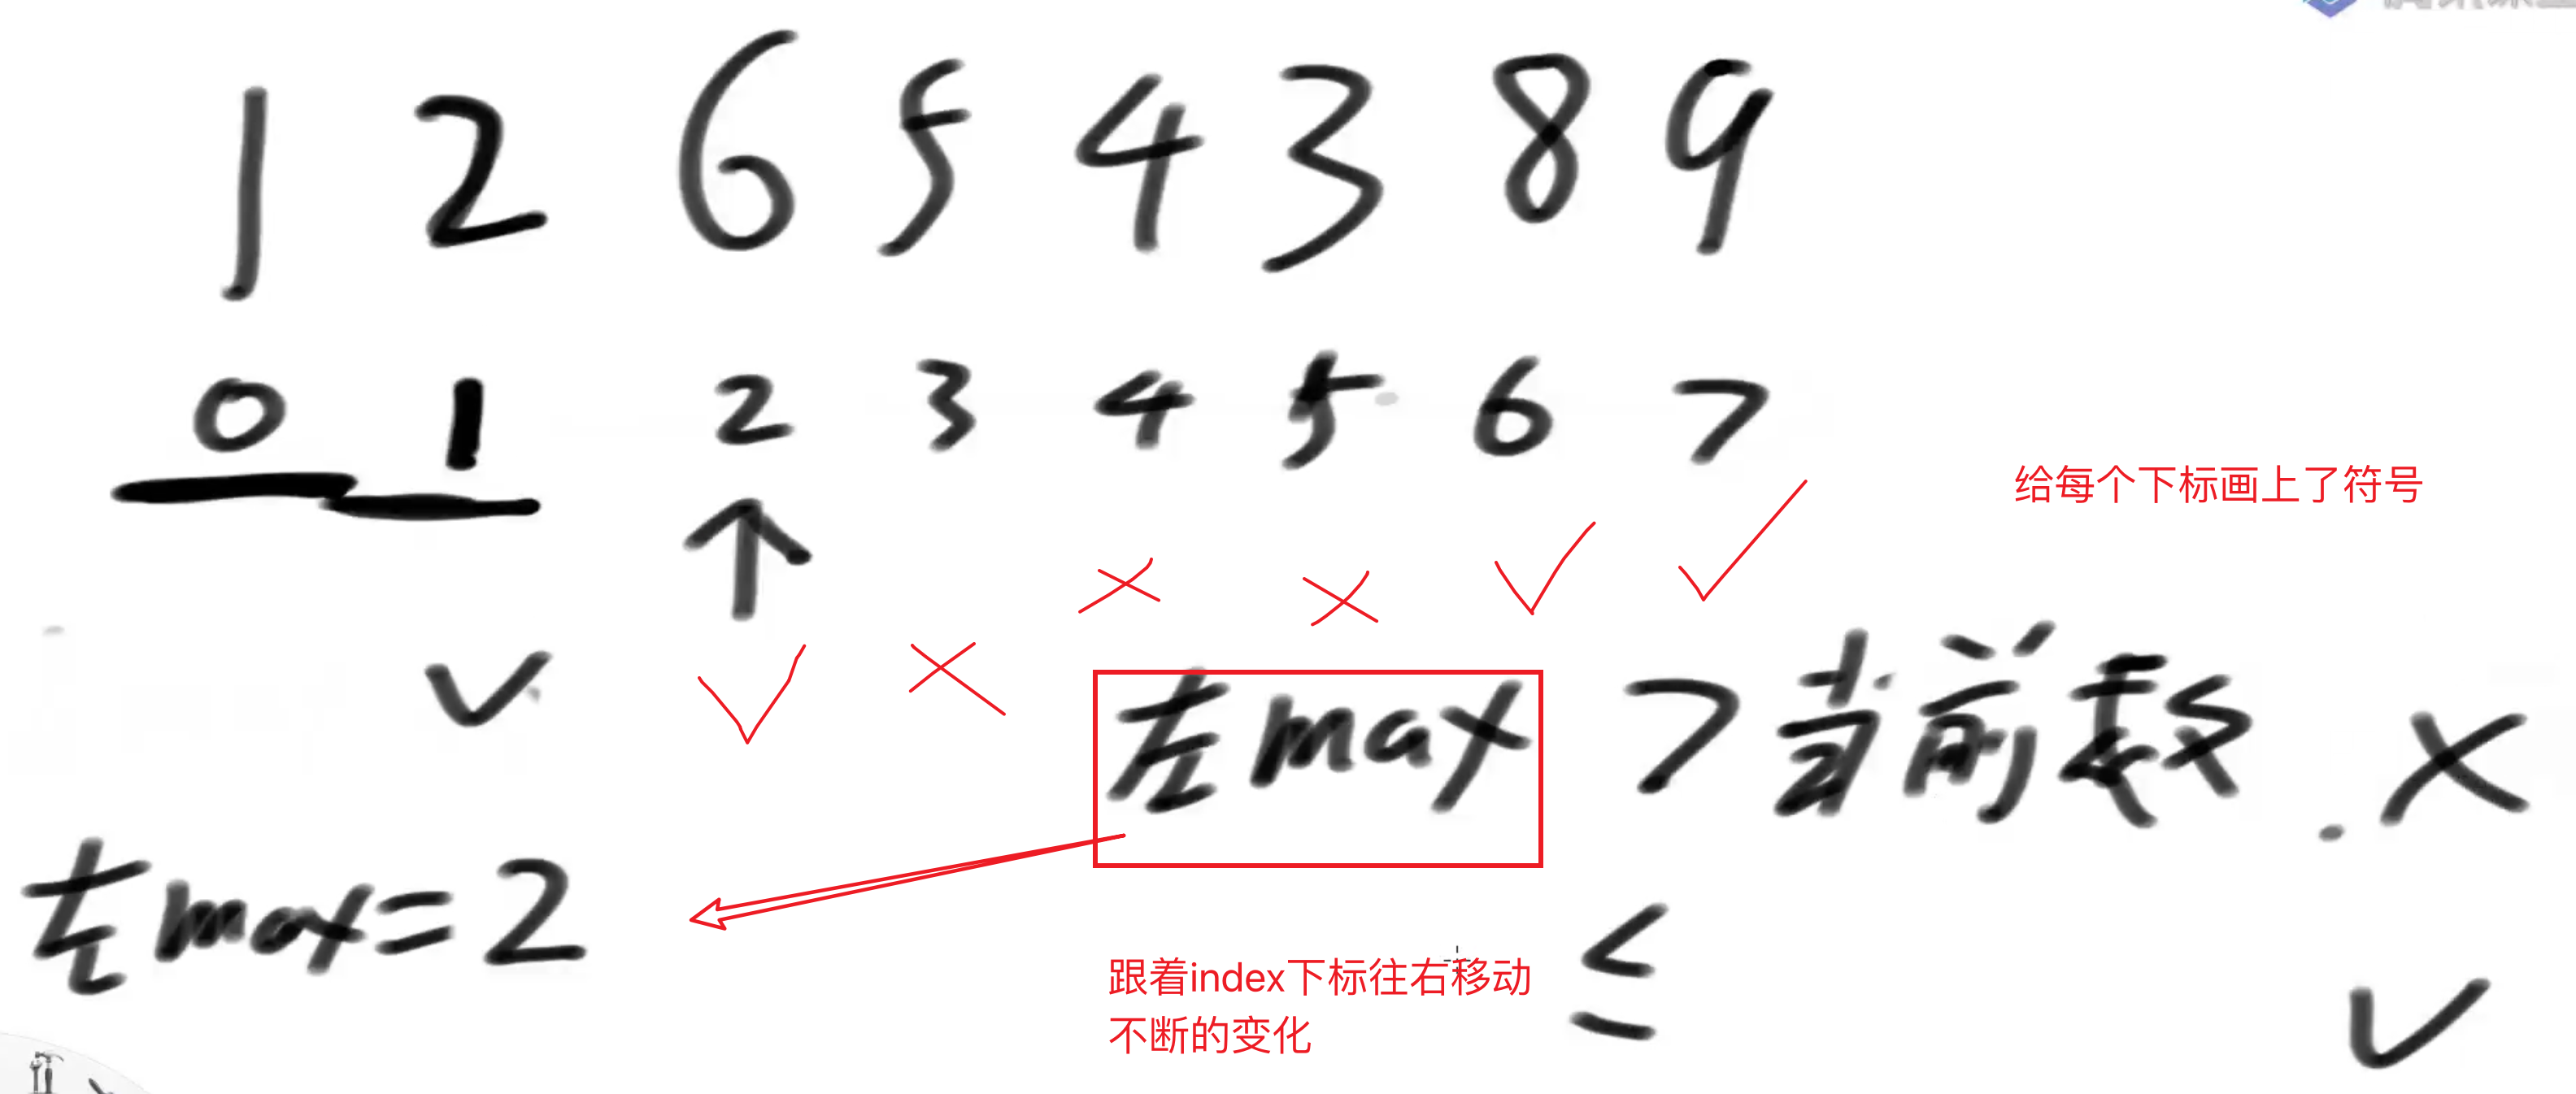 1 2 6 5 4 3 8 9
0 1 2 3 4 5 6 7
给每个下标画上了符号
↑
✓ ✓ × × × ✓ ✓
左max > 当前数 . ×
左max=2
≤ ✓
跟着index下标往右移动
不断的变化